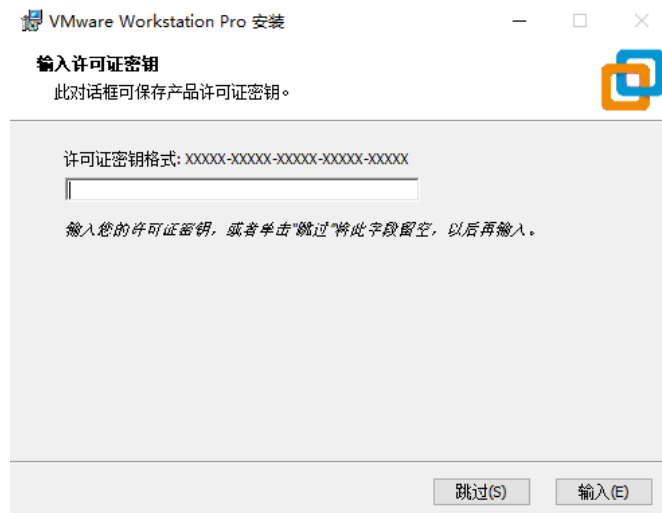 VMware Workstation Pro 安装
输入许可证密钥
此对话框可保存产品许可证密钥。
许可证密钥格式: XXXXX-XXXXX-XXXXX-XXXXX-XXXXX
输入您的许可证密钥，或者单击"跳过"将此字段留空，以后再输入。
跳过(S) 输入(E)